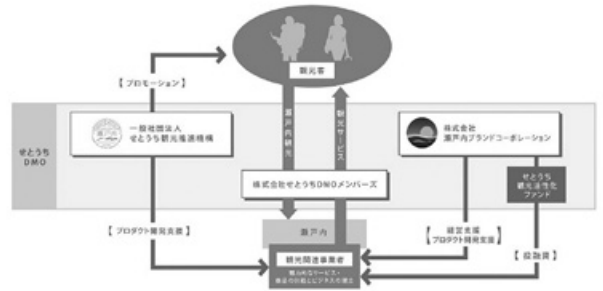 観光客
【プロモーション】
せとうち
DMO
一般社団法人
せとうち観光推進機構
瀬戸内観光
観光サービス
株式会社
瀬戸内ブランドコーポレーション
株式会社せとうちDMOメンバーズ
せとうち
観光活性化
ファンド
【プロダクト開発支援】
瀬戸内
経営支援
プロダクト開発支援
【投融資】
観光関連事業者